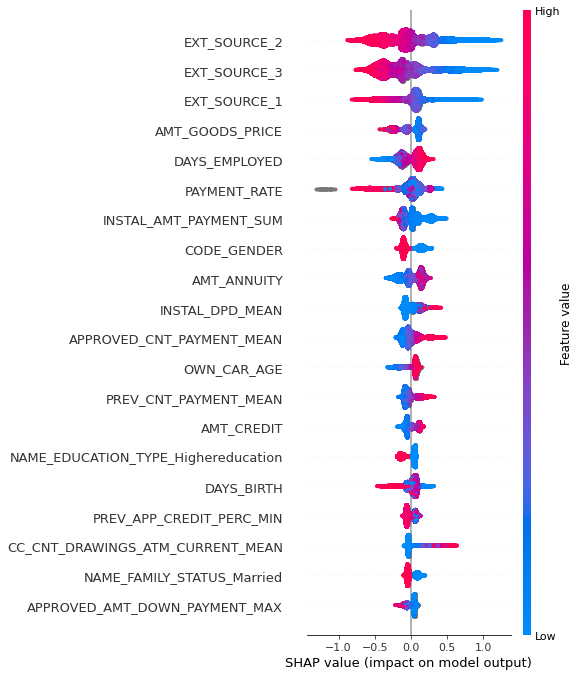 High
EXT_SOURCE_2
EXT_SOURCE_3
EXT_SOURCE_1
AMT_GOODS_PRICE
DAYS_EMPLOYED
PAYMENT_RATE
INSTAL_AMT_PAYMENT_SUM
CODE_GENDER
AMT_ANNUITY
INSTAL_DPD_MEAN
APPROVED_CNT_PAYMENT_MEAN
OWN_CAR_AGE
PREV_CNT_PAYMENT_MEAN
AMT_CREDIT
NAME_EDUCATION_TYPE_Highereducation
DAYS_BIRTH
PREV_APP_CREDIT_PERC_MIN
CC_CNT_DRAWINGS_ATM_CURRENT_MEAN
NAME_FAMILY_STATUS_Married
APPROVED_AMT_DOWN_PAYMENT_MAX
Feature value
Low
−1.0 −0.5 0.0 0.5 1.0
SHAP value (impact on model output)